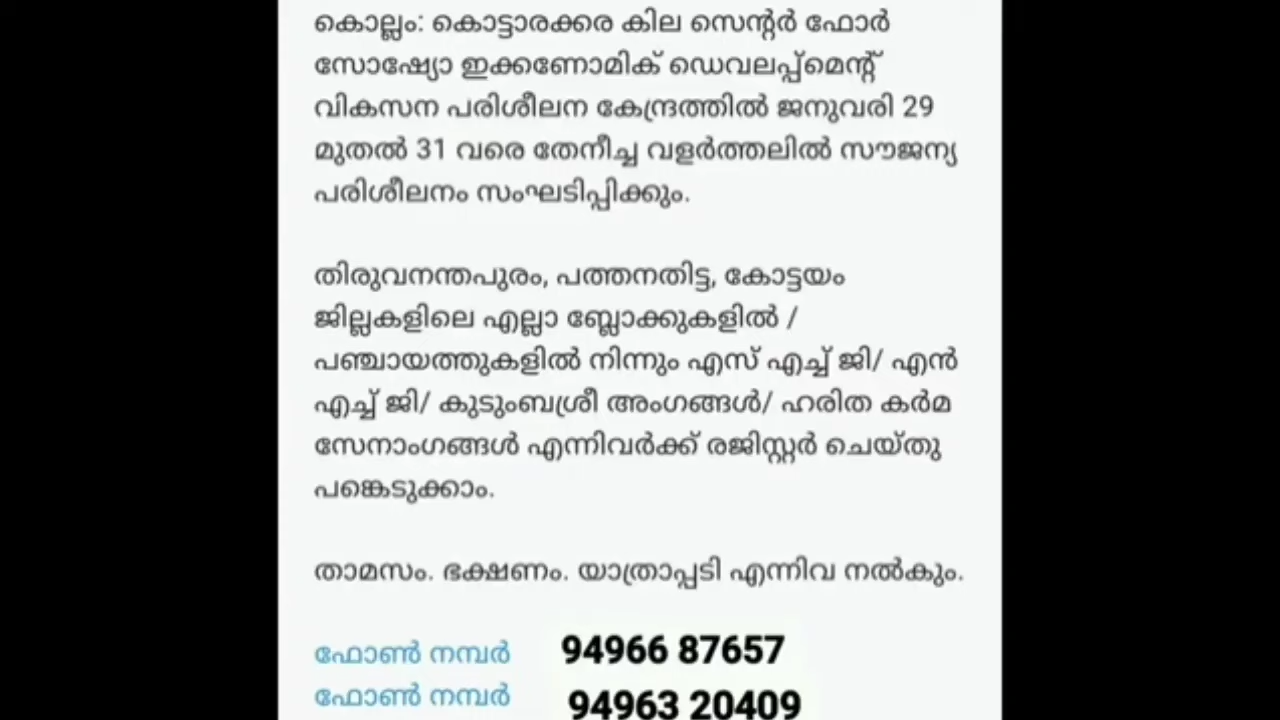 കൊല്ലം: കൊട്ടാരക്കര കില സെന്റർ ഫോർ
സോഷ്യോ ഇക്കണോമിക് ഡെവലപ്പ്മെന്റ്
വികസന പരിശീലന കേന്ദ്രത്തിൽ ജനുവരി 29
മുതൽ 31 വരെ തേനീച്ച വളർത്തലിൽ സൗജന്യ
പരിശീലനം സംഘടിപ്പിക്കും.
തിരുവനന്തപുരം, പത്തനതിട്ട, കോട്ടയം
ജില്ലകളിലെ എല്ലാ ബ്ലോക്കുകളിൽ /
പഞ്ചായത്തുകളിൽ നിന്നും എസ് എച്ച് ജി/ എൻ
എച്ച് ജി/ കുടുംബശ്രീ അംഗങ്ങൾ/ ഹരിത കർമ
സേനാംഗങ്ങൾ എന്നിവർക്ക് രജിസ്റ്റർ ചെയ്തു
പങ്കെടുക്കാം.
താമസം. ഭക്ഷണം. യാത്രാപ്പടി എന്നിവ നൽകും.
ഫോൺ നമ്പർ 94966 87657
ഫോൺ നമ്പർ 94963 20409